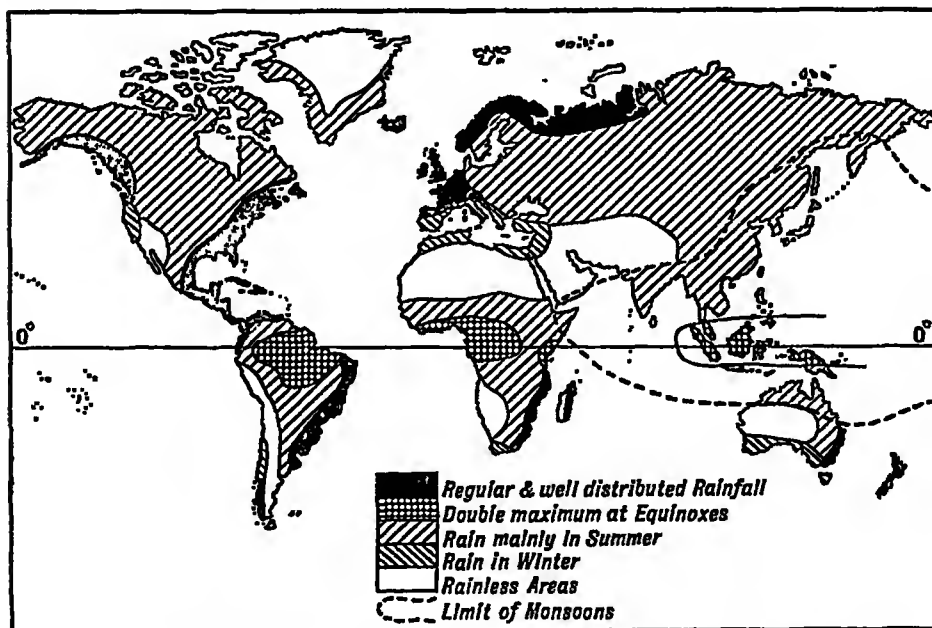 0°
0°
Regular & well distributed Rainfall
Double maximum at Equinoxes
Rain mainly in Summer
Rain in Winter
Rainless Areas
Limit of Monsoons